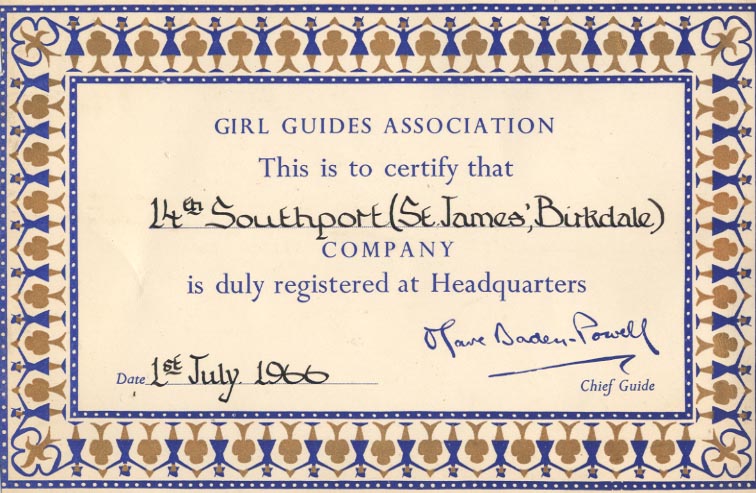 GIRL GUIDES ASSOCIATION
This is to certify that
14th Southport (St. James', Birkdale)
COMPANY
is duly registered at Headquarters
Olave Baden-Powell
Date 1st July 1966
Chief Guide